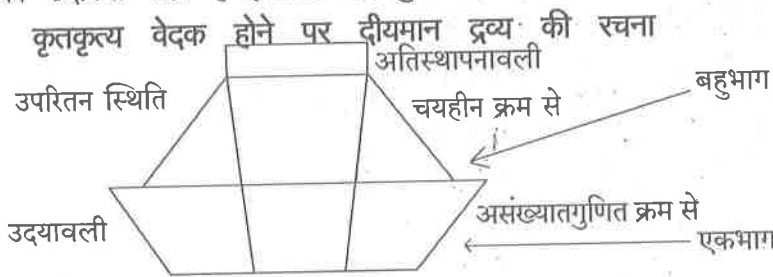 कृतकृत्य वेदक होने पर दीयमान द्रव्य की रचना
अतिस्थापनावली
उपरितन स्थिति
चयहीन क्रम से
बहुभाग
उदयावली
असंख्यातगुणित क्रम से
एकभाग